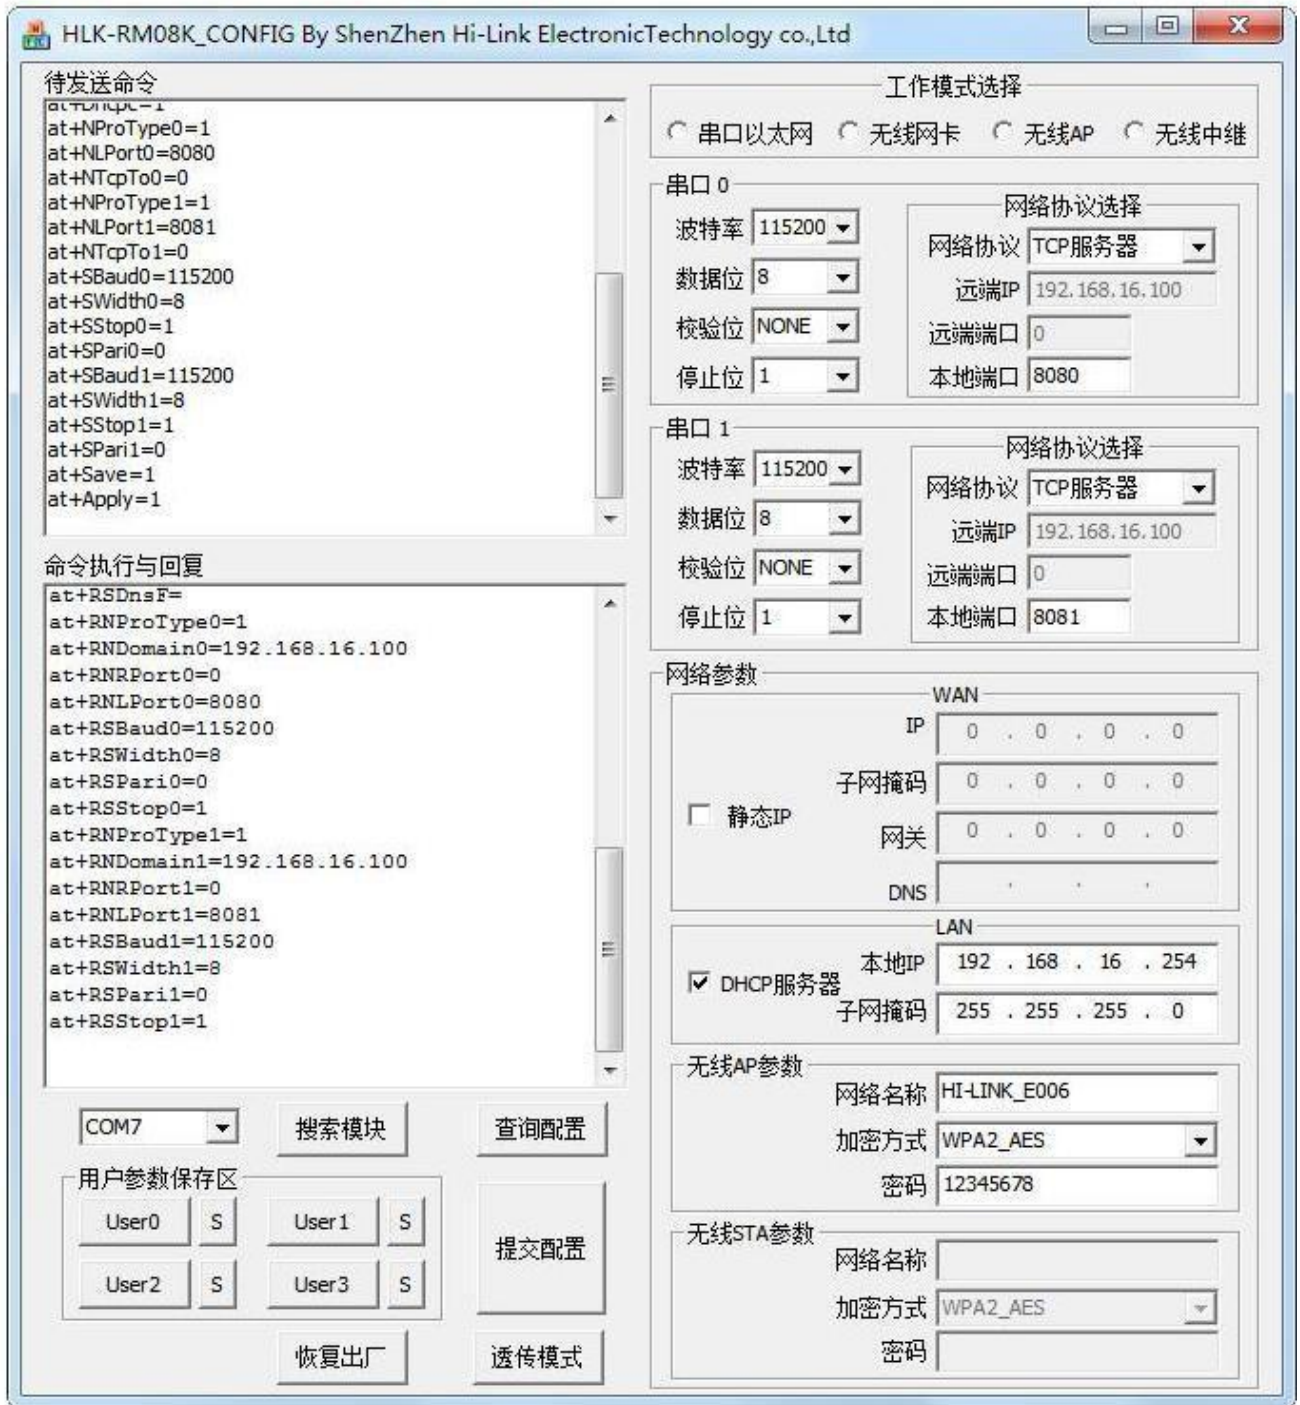 HLK-RM08K_CONFIG By ShenZhen Hi-Link ElectronicTechnology co.,Ltd
待发送命令
at+Dhcpc=1
at+NProType0=1
at+NLPort0=8080
at+NTcpTo0=0
at+NProType1=1
at+NLPort1=8081
at+NTcpTo1=0
at+SBaud0=115200
at+SWidth0=8
at+SStop0=1
at+SPari0=0
at+SBaud1=115200
at+SWidth1=8
at+SStop1=1
at+SPari1=0
at+Save=1
at+Apply=1
命令执行与回复
at+RSDnsF=
at+RNProType0=1
at+RNDomain0=192.168.16.100
at+RNRPort0=0
at+RNLPort0=8080
at+RSBaud0=115200
at+RSWidth0=8
at+RSPari0=0
at+RSStop0=1
at+RNProType1=1
at+RNDomain1=192.168.16.100
at+RNRPort1=0
at+RNLPort1=8081
at+RSBaud1=115200
at+RSWidth1=8
at+RSPari1=0
at+RSStop1=1
COM7 搜索模块 查询配置
用户参数保存区
User0 S User1 S
User2 S User3 S
提交配置
恢复出厂 透传模式
工作模式选择
串口以太网 无线网卡 无线AP 无线中继
串口 0
波特率 115200
数据位 8
校验位 NONE
停止位 1
网络协议选择
网络协议 TCP服务器
远端IP 192.168.16.100
远端端口 0
本地端口 8080
串口 1
波特率 115200
数据位 8
校验位 NONE
停止位 1
网络协议选择
网络协议 TCP服务器
远端IP 192.168.16.100
远端端口 0
本地端口 8081
网络参数
WAN
静态IP
IP 0 . 0 . 0 . 0
子网掩码 0 . 0 . 0 . 0
网关 0 . 0 . 0 . 0
DNS . . .
LAN
DHCP服务器
本地IP 192 . 168 . 16 . 254
子网掩码 255 . 255 . 255 . 0
无线AP参数
网络名称 HI-LINK_E006
加密方式 WPA2_AES
密码 12345678
无线STA参数
网络名称
加密方式 WPA2_AES
密码